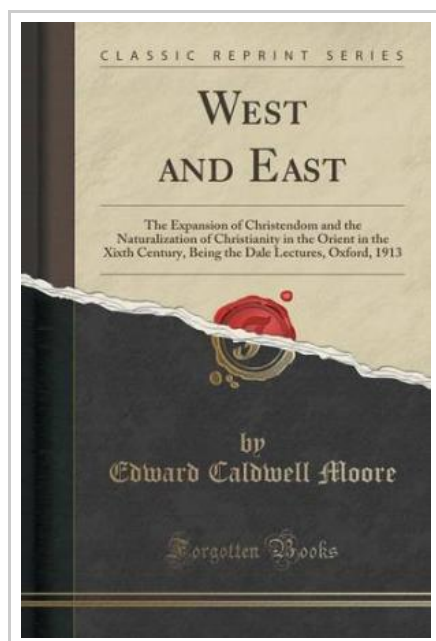 CLASSIC REPRINT SERIES
WEST
AND EAST
The Expansion of Christendom and the
Naturalization of Christianity in the Orient in the
Xixth Century, Being the Dale Lectures, Oxford, 1913
by
Edward Caldwell Moore
Forgotten Books